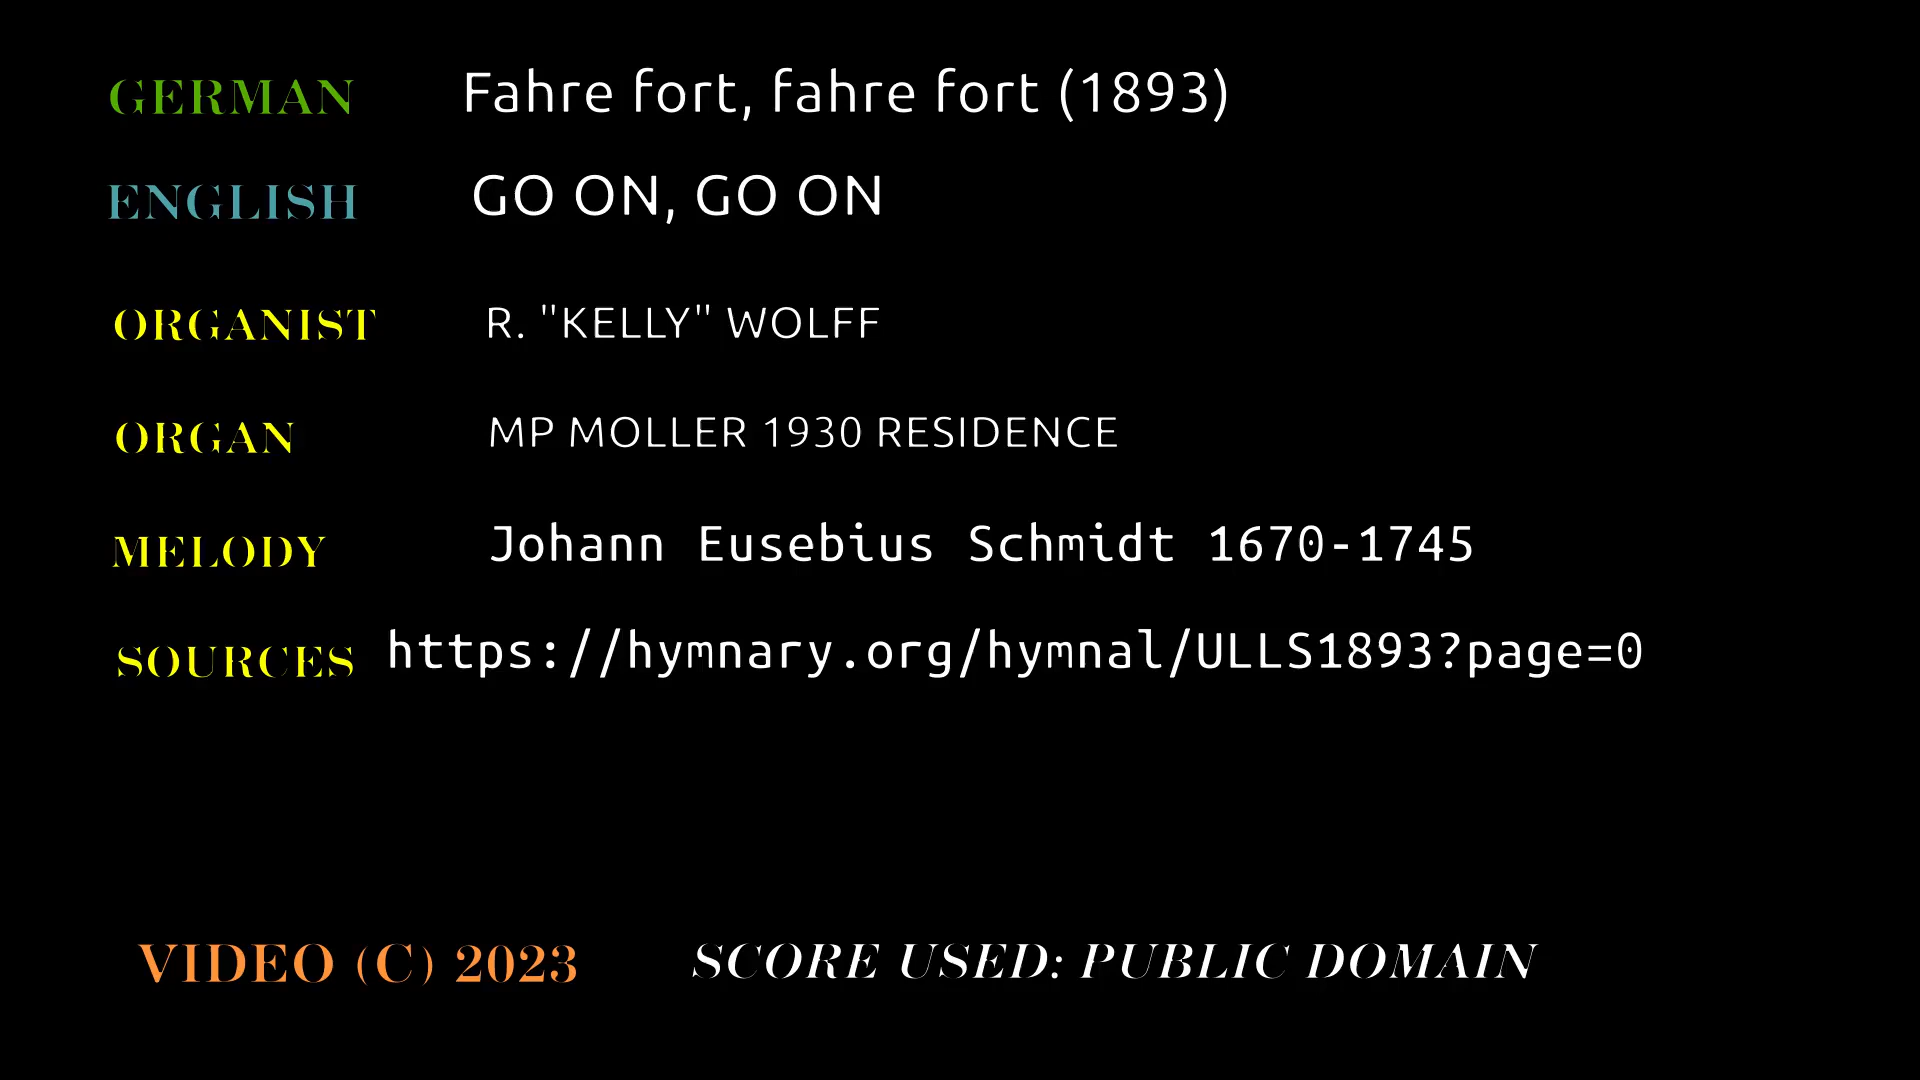 GERMAN Fahre fort, fahre fort (1893)
ENGLISH GO ON, GO ON
ORGANIST R. "KELLY" WOLFF
ORGAN MP MOLLER 1930 RESIDENCE
MELODY Johann Eusebius Schmidt 1670-1745
SOURCES https://hymnary.org/hymnal/ULLS1893?page=0
VIDEO (C) 2023 SCORE USED: PUBLIC DOMAIN